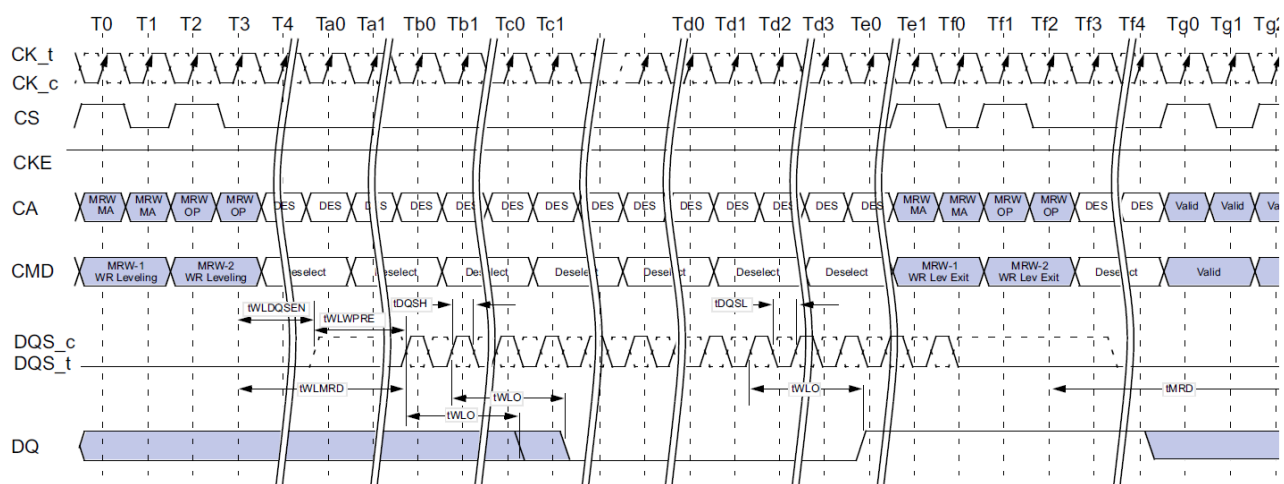 T0 T1 T2 T3 T4 Ta0 Ta1 Tb0 Tb1 Tc0 Tc1 Td0 Td1 Td2 Td3 Te0 Te1 Tf0 Tf1 Tf2 Tf3 Tf4 Tg0 Tg1 Tg2
CK_t
CK_c
CS
CKE
CA
MRW MRW MRW MRW MRW MRW MRW MRW
MA MA OP OP DES DES DES DES DES DES DES DES DES DES DES DES DES DES MA MA OP OP DES DES Valid Valid Va
CMD
MRW-1 MRW-2 MRW-1 MRW-2
WR Leveling WR Leveling Deselect Deselect Deselect Deselect Deselect Deselect Deselect WR Lev Exit WR Lev Exit Deselect Valid
tDQSH tDQSL
tWLDQSEN
tWLWPRE
DQS_c
DQS_t
tWLMRD tWLO tMRD
tWLO
tWLO
DQ